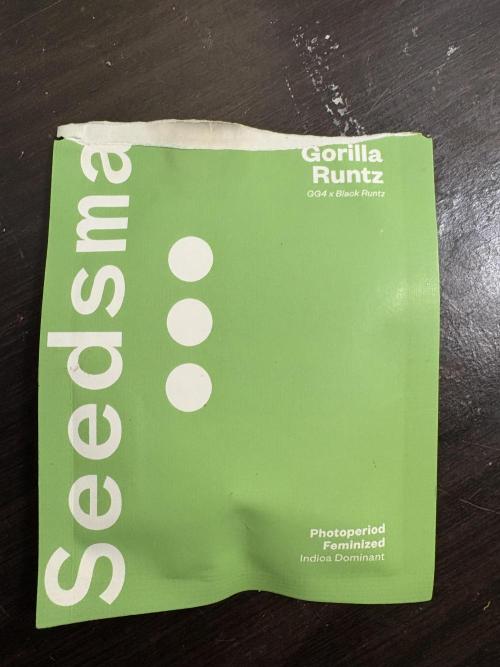 Seedsma
Gorilla
Runtz
GG4 x Black Runtz
Photoperiod
Feminized
Indica Dominant